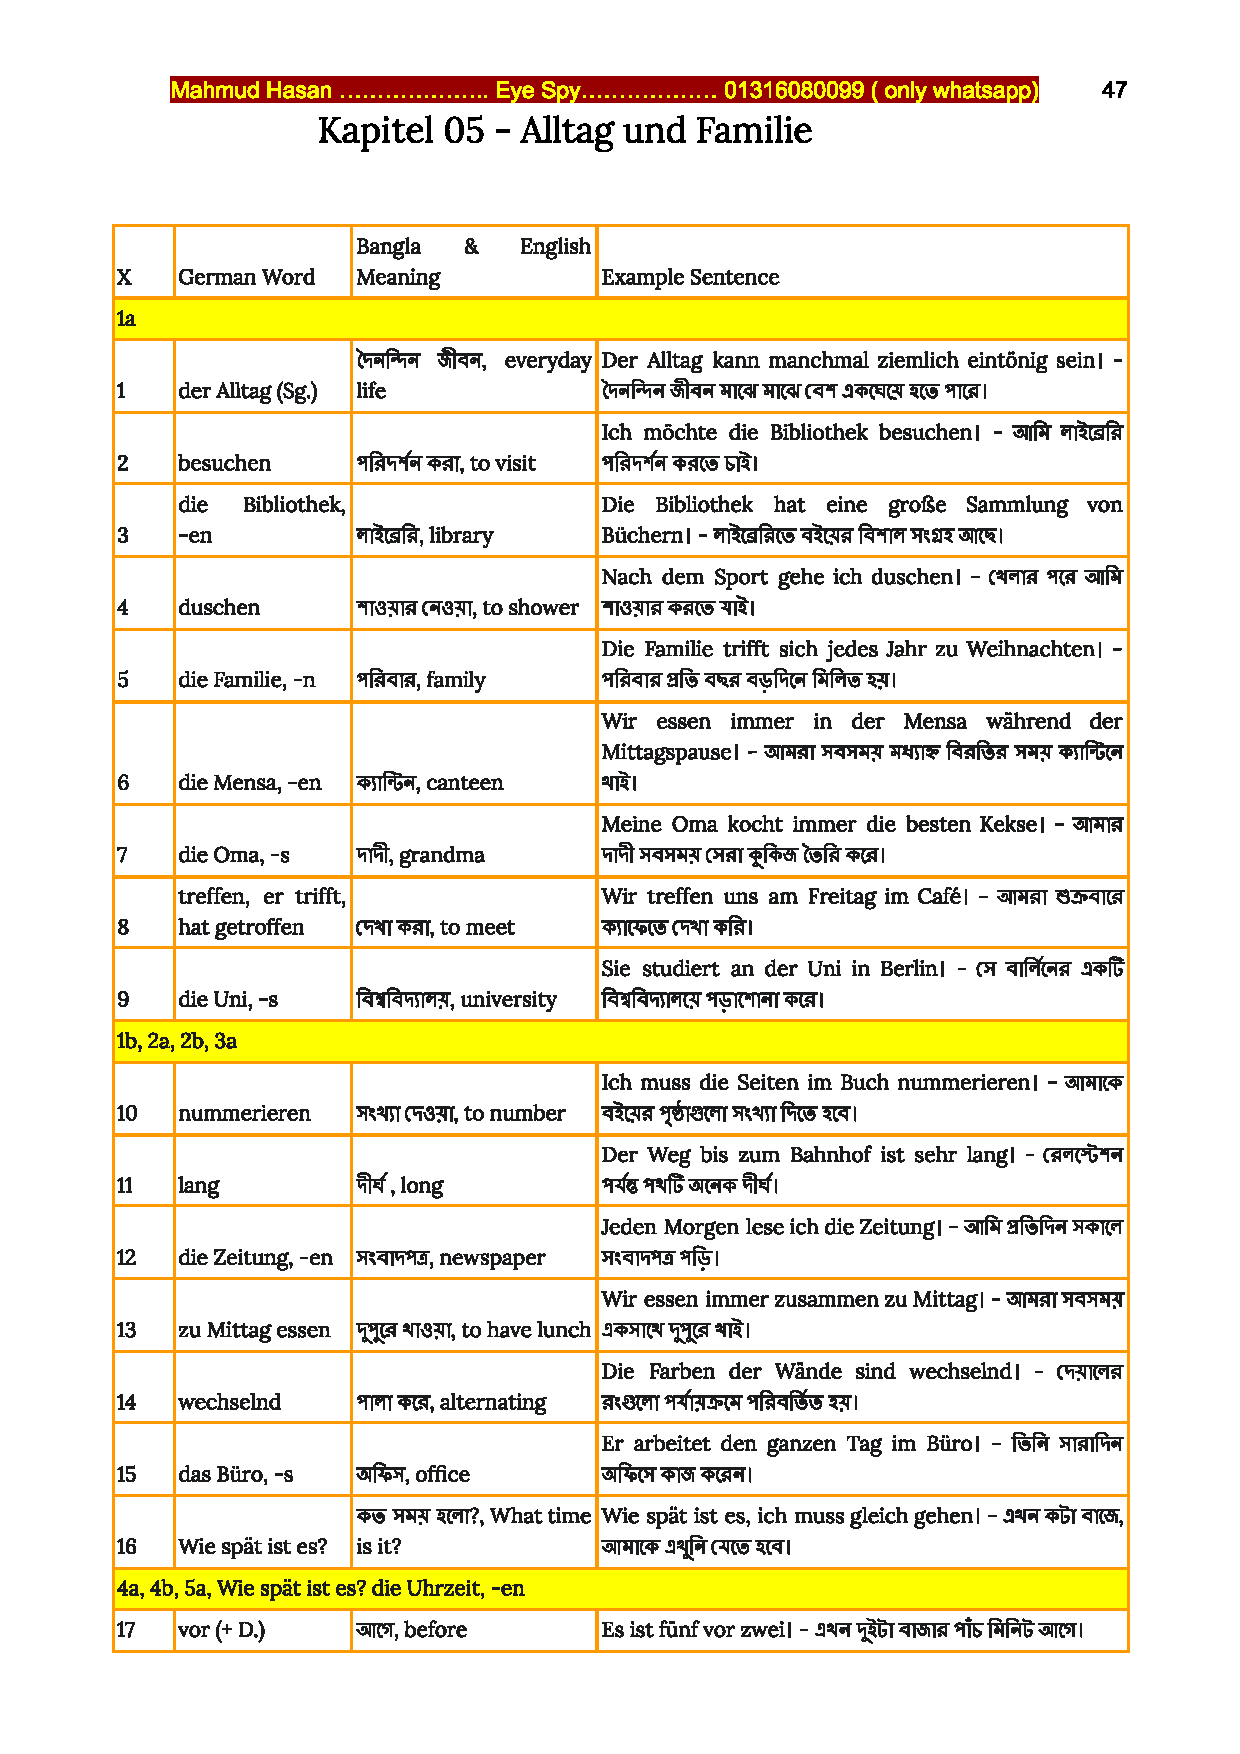 Mahmud Hasan ……………….. Eye Spy……………… 01316080099 ( only whatsapp) 47
Kapitel 05 - Alltag und Familie
Bangla & English
X German Word Meaning Example Sentence
1a
দৈনন্দিন জীবন, everyday Der Alltag kann manchmal ziemlich eintönig sein। -
1 der Alltag (Sg.) life দৈনন্দিন জীবন মাঝে মাঝে বেশ একঘেয়ে হতে পারে।
Ich möchte die Bibliothek besuchen। - আমি লাইব্রেরি
2 besuchen পরিদর্শন করা, to visit পরিদর্শন করতে চাই।
die Bibliothek, Die Bibliothek hat eine große Sammlung von
3 -en লাইব্রেরি, library Büchern। - লাইব্রেরিতে বইয়ের বিশাল সংগ্রহ আছে।
Nach dem Sport gehe ich duschen। - খেলার পরে আমি
4 duschen শাওয়ার নেওয়া, to shower শাওয়ার করতে যাই।
Die Familie trifft sich jedes Jahr zu Weihnachten। -
5 die Familie, -n পরিবার, family পরিবার প্রতি বছর বড়দিনে মিলিত হয়।
Wir essen immer in der Mensa während der
Mittagspause। - আমরা সবসময় মধ্যাহ্ন বিরতির সময় ক্যান্টিনে
6 die Mensa, -en ক্যান্টিন, canteen খাই।
Meine Oma kocht immer die besten Kekse। - আমার
7 die Oma, -s দাদী, grandma দাদী সবসময় সেরা কুকিজ তৈরি করে।
treffen, er trifft, Wir treffen uns am Freitag im Café। - আমরা শুক্রবারে
8 hat getroffen দেখা করা, to meet ক্যাফেতে দেখা করি।
Sie studiert an der Uni in Berlin। - সে বার্লিনের একটি
9 die Uni, -s বিশ্ববিদ্যালয়, university বিশ্ববিদ্যালয়ে পড়াশোনা করে।
1b, 2a, 2b, 3a
Ich muss die Seiten im Buch nummerieren। - আমাকে
10 nummerieren সংখ্যা দেওয়া, to number বইয়ের পৃষ্ঠাগুলো সংখ্যা দিতে হবে।
Der Weg bis zum Bahnhof ist sehr lang। - রেলস্টেশন
11 lang দীর্ঘ , long পর্যন্ত পথটি অনেক দীর্ঘ।
Jeden Morgen lese ich die Zeitung। - আমি প্রতিদিন সকালে
12 die Zeitung, -en সংবাদপত্র, newspaper সংবাদপত্র পড়ি।
Wir essen immer zusammen zu Mittag। - আমরা সবসময়
13 zu Mittag essen দুপুরে খাওয়া, to have lunch একসাথে দুপুরে খাই।
Die Farben der Wände sind wechselnd। - দেয়ালের
14 wechselnd পালা করে, alternating রংগুলো পর্যায়ক্রমে পরিবর্তিত হয়।
Er arbeitet den ganzen Tag im Büro। - তিনি সারাদিন
15 das Büro, -s অফিস, office অফিসে কাজ করেন।
কত সময় হলো?, What time Wie spät ist es, ich muss gleich gehen। - এখন কটা বাজে,
16 Wie spät ist es? is it? আমাকে এখুনি যেতে হবে।
4a, 4b, 5a, Wie spät ist es? die Uhrzeit, -en
17 vor (+ D.) আগে, before Es ist fünf vor zwei। - এখন দুইটা বাজার পাঁচ মিনিট আগে।